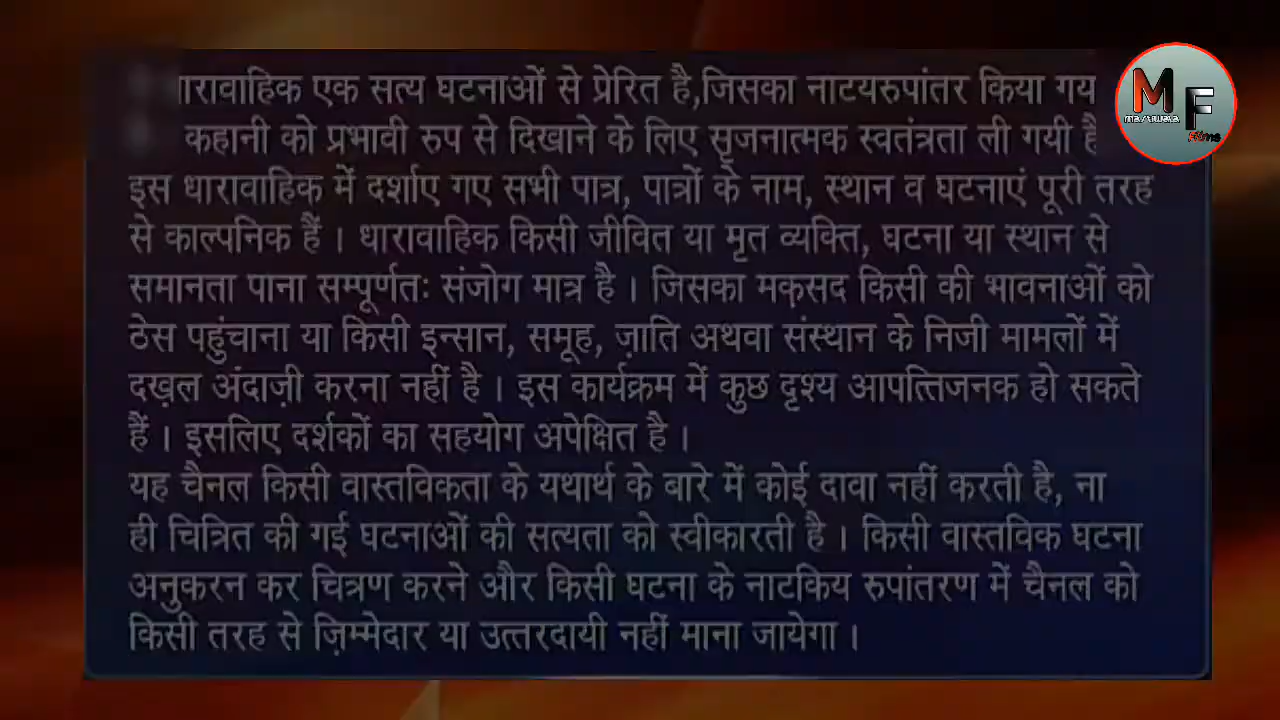 ारावाहिक एक सत्य घटनाओं से प्रेरित है,जिसका नाटयरुपांतर किया गय
कहानी को प्रभावी रुप से दिखाने के लिए सृजनात्मक स्वतंत्रता ली गयी है
इस धारावाहिक में दर्शाए गए सभी पात्र, पात्रों के नाम, स्थान व घटनाएं पूरी तरह
से काल्पनिक हैं । धारावाहिक किसी जीवित या मृत व्यक्ति, घटना या स्थान से
समानता पाना सम्पूर्णतः संजोग मात्र है । जिसका मक़सद किसी की भावनाओं को
ठेस पहुंचाना या किसी इन्सान, समूह, ज़ाति अथवा संस्थान के निजी मामलों में
दख़ल अंदाज़ी करना नहीं है । इस कार्यक्रम में कुछ दृश्य आपत्तिजनक हो सकते
हैं । इसलिए दर्शकों का सहयोग अपेक्षित है ।
यह चैनल किसी वास्तविकता के यथार्थ के बारे में कोई दावा नहीं करती है, ना
ही चित्रित की गई घटनाओं की सत्यता को स्वीकारती है । किसी वास्तविक घटना
अनुकरन कर चित्रण करने और किसी घटना के नाटकिय रुपांतरण में चैनल को
किसी तरह से ज़िम्मेदार या उत्तरदायी नहीं माना जायेगा ।
M F
mastiwala
films